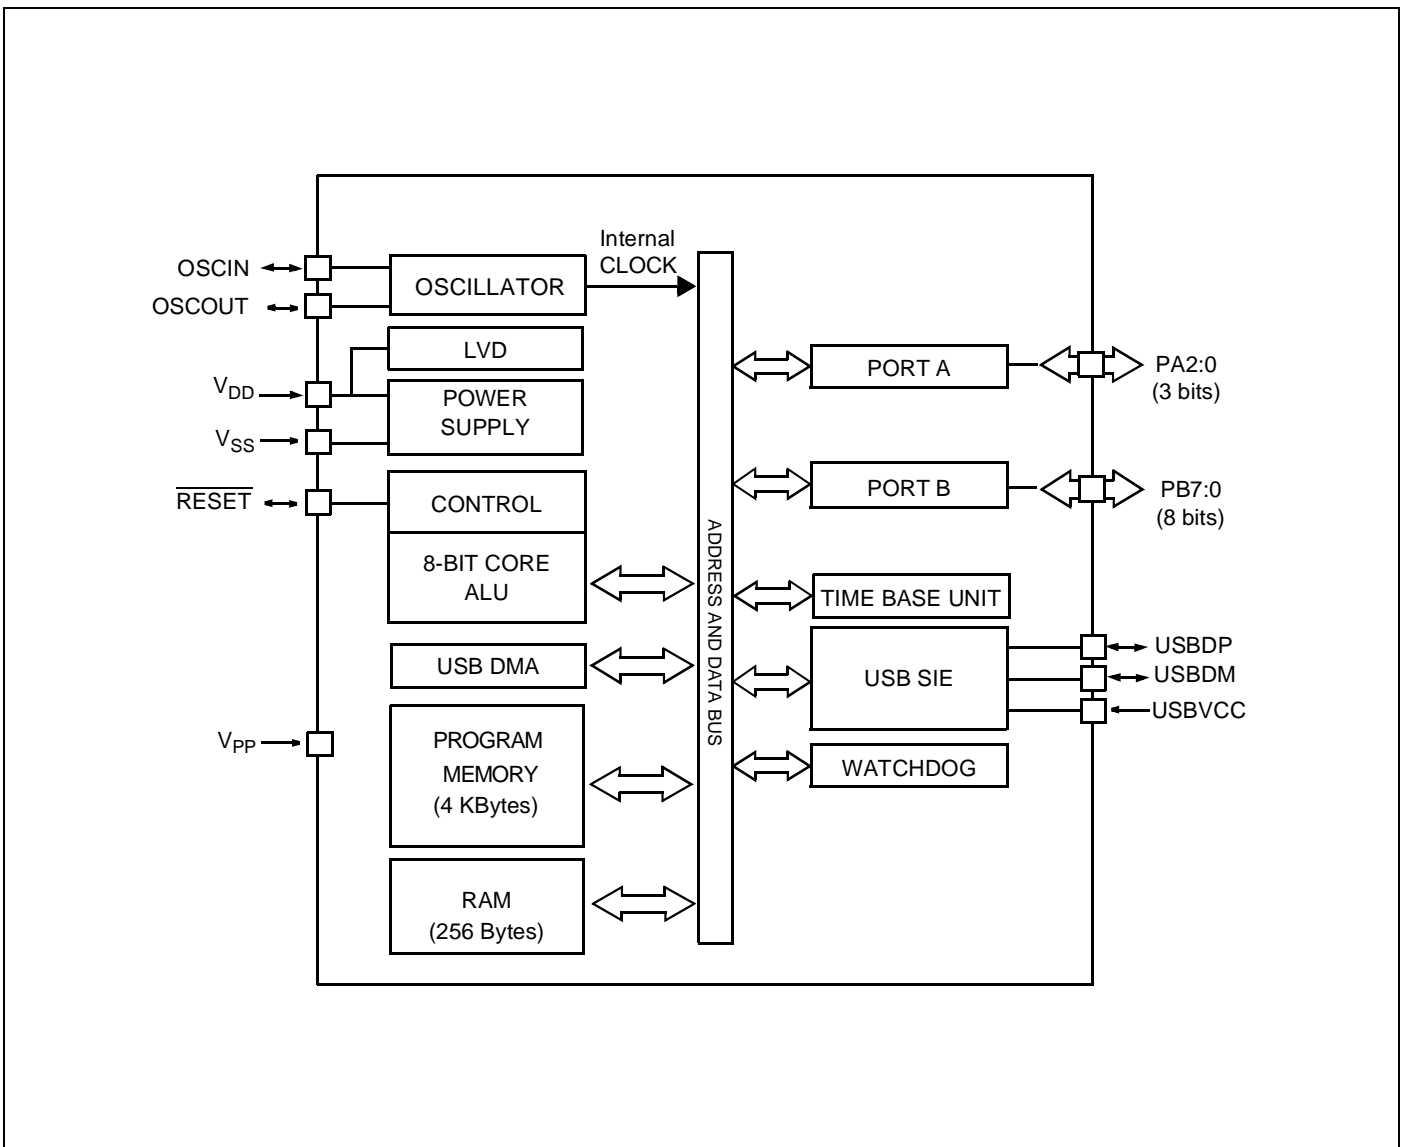 Internal
CLOCK
OSCIN
OSCOUT
OSCILLATOR
LVD
VDD
POWER
SUPPLY
VSS
RESET
CONTROL
8-BIT CORE
ALU
USB DMA
VPP
PROGRAM
MEMORY
(4 KBytes)
RAM
(256 Bytes)
ADDRESS AND DATA BUS
PORT A
PA2:0
(3 bits)
PORT B
PB7:0
(8 bits)
TIME BASE UNIT
USB SIE
USBDP
USBDM
USBVCC
WATCHDOG